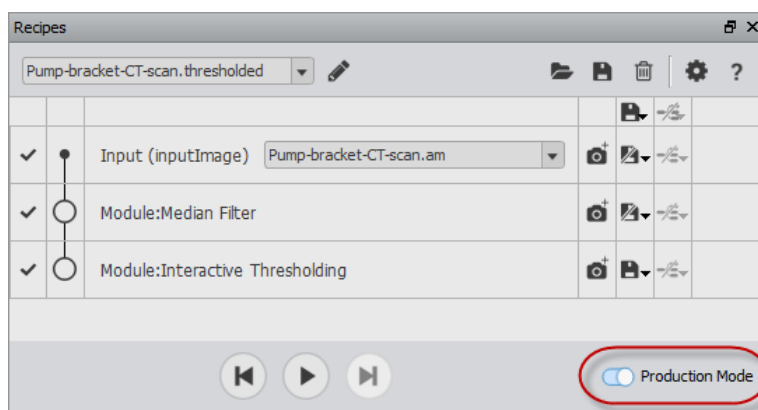 Recipes
Pump-bracket-CT-scan.thresholded
?
Input (inputImage) Pump-bracket-CT-scan.am
Module:Median Filter
Module:Interactive Thresholding
Production Mode